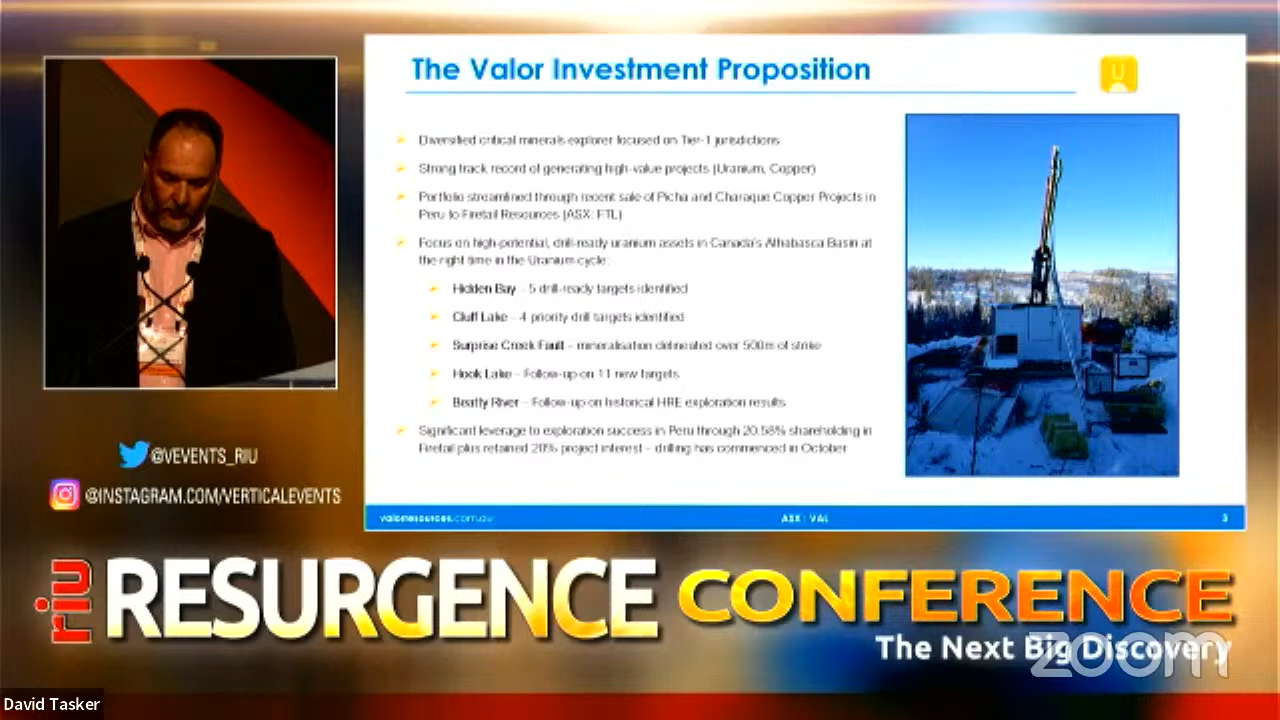 The Valor Investment Proposition
U
Diversified critical minerals explorer focused on Tier-1 jurisdictions
Strong track record of generating high-value projects (Uranium, Copper)
Portfolio streamlined through recent sale of Picha and Charaque Copper Projects in
Peru to Firetail Resources (ASX: FTL)
Focus on high-potential, drill-ready uranium assets in Canada's Athabasca Basin at
the right time in the Uranium cycle:
Hidden Bay – 5 drill-ready targets identified
Cluff Lake – 4 priority drill targets identified
Surprise Creek Fault – mineralisation delineated over 500m of strike
Hook Lake – Follow-up on 11 new targets
Beatty River – Follow-up on historical HRE exploration results
Significant leverage to exploration success in Peru through 20.58% shareholding in
Firetail plus retained 20% project interest – drilling has commenced in October
valorresources.com.au
ASX : VAL
3
@VEVENTS_RIU
@INSTAGRAM.COM/VERTICALEVENTS
riu RESURGENCE CONFERENCE
The Next Big Discovery
zoom
David Tasker